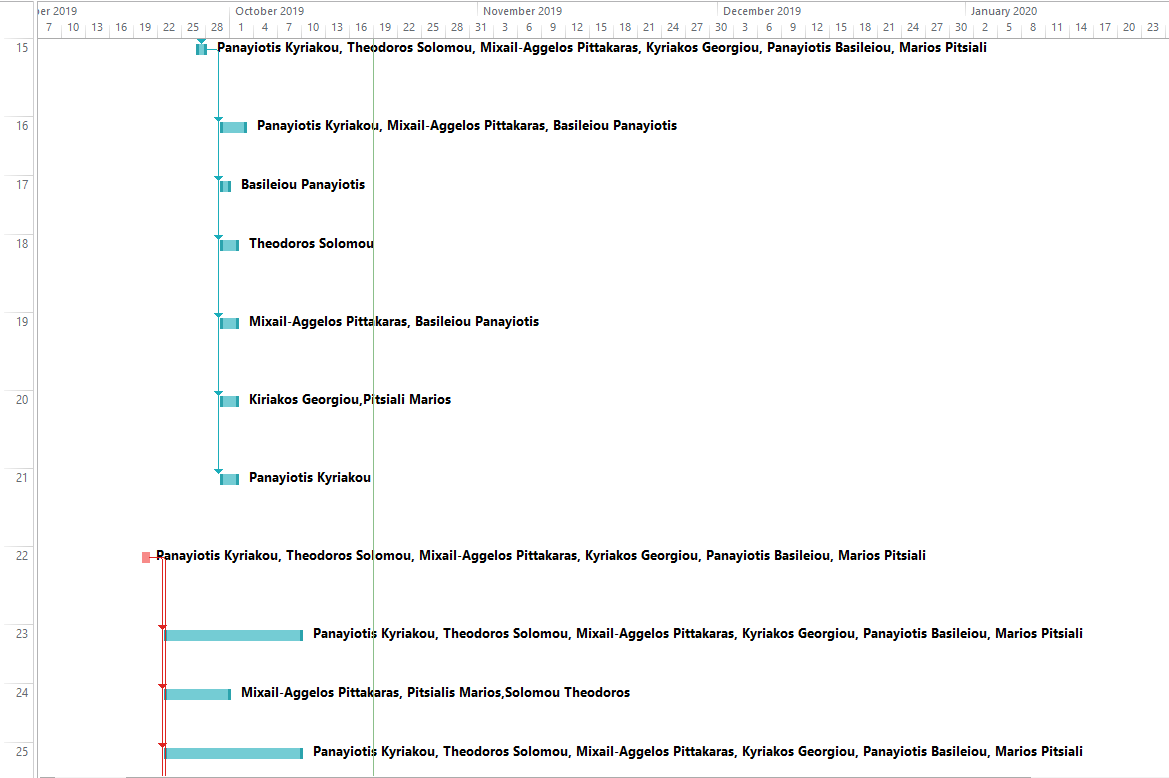 ber 2019 October 2019 November 2019 December 2019 January 2020
7 10 13 16 19 22 25 28 1 4 7 10 13 16 19 22 25 28 31 3 6 9 12 15 18 21 24 27 30 3 6 9 12 15 18 21 24 27 30 2 5 8 11 14 17 20 23
15 Panayiotis Kyriakou, Theodoros Solomou, Mixail-Aggelos Pittakaras, Kyriakos Georgiou, Panayiotis Basileiou, Marios Pitsiali
16 Panayiotis Kyriakou, Mixail-Aggelos Pittakaras, Basileiou Panayiotis
17 Basileiou Panayiotis
18 Theodoros Solomou
19 Mixail-Aggelos Pittakaras, Basileiou Panayiotis
20 Kiriakos Georgiou,Pitsiali Marios
21 Panayiotis Kyriakou
22 Panayiotis Kyriakou, Theodoros Solomou, Mixail-Aggelos Pittakaras, Kyriakos Georgiou, Panayiotis Basileiou, Marios Pitsiali
23 Panayiotis Kyriakou, Theodoros Solomou, Mixail-Aggelos Pittakaras, Kyriakos Georgiou, Panayiotis Basileiou, Marios Pitsiali
24 Mixail-Aggelos Pittakaras, Pitsialis Marios,Solomou Theodoros
25 Panayiotis Kyriakou, Theodoros Solomou, Mixail-Aggelos Pittakaras, Kyriakos Georgiou, Panayiotis Basileiou, Marios Pitsiali